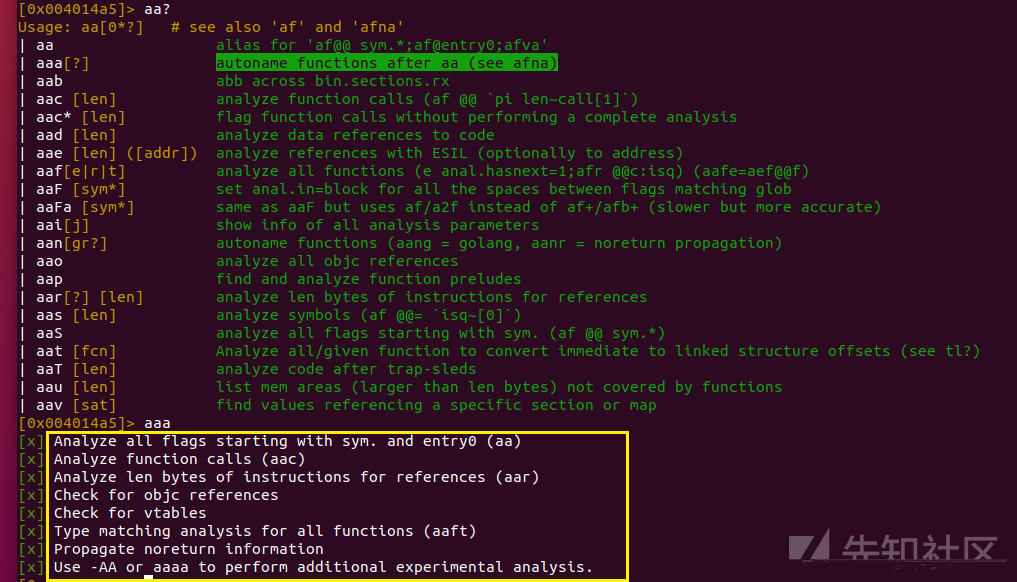 [0x004014a5]> aa?
Usage: aa[0*?]   # see also 'af' and 'afna'
| aa                  alias for 'af@@ sym.*;af@entry0;afva'
| aaa[?]              autoname functions after aa (see afna)
| aab                 abb across bin.sections.rx
| aac [len]           analyze function calls (af @@ `pi len~call[1]`)
| aac* [len]          flag function calls without performing a complete analysis
| aad [len]           analyze data references to code
| aae [len] ([addr])  analyze references with ESIL (optionally to address)
| aaf[e|r|t]          analyze all functions (e anal.hasnext=1;afr @@c:isq) (aafe=aef@@f)
| aaF [sym*]          set anal.in=block for all the spaces between flags matching glob
| aaFa [sym*]         same as aaF but uses af/a2f instead of af+/afb+ (slower but more accurate)
| aai[j]              show info of all analysis parameters
| aan[gr?]            autoname functions (aang = golang, aanr = noreturn propagation)
| aao                 analyze all objc references
| aap                 find and analyze function preludes
| aar[?] [len]        analyze len bytes of instructions for references
| aas [len]           analyze symbols (af @@= `isq~[0]`)
| aaS                 analyze all flags starting with sym. (af @@ sym.*)
| aat [fcn]           Analyze all/given function to convert immediate to linked structure offsets (see tl?)
| aaT [len]           analyze code after trap-sleds
| aau [len]           list mem areas (larger than len bytes) not covered by functions
| aav [sat]           find values referencing a specific section or map
[0x004014a5]> aaa
[x] Analyze all flags starting with sym. and entry0 (aa)
[x] Analyze function calls (aac)
[x] Analyze len bytes of instructions for references (aar)
[x] Check for objc references
[x] Check for vtables
[x] Type matching analysis for all functions (aaft)
[x] Propagate noreturn information
[x] Use -AA or aaaa to perform additional experimental analysis.
先知社区